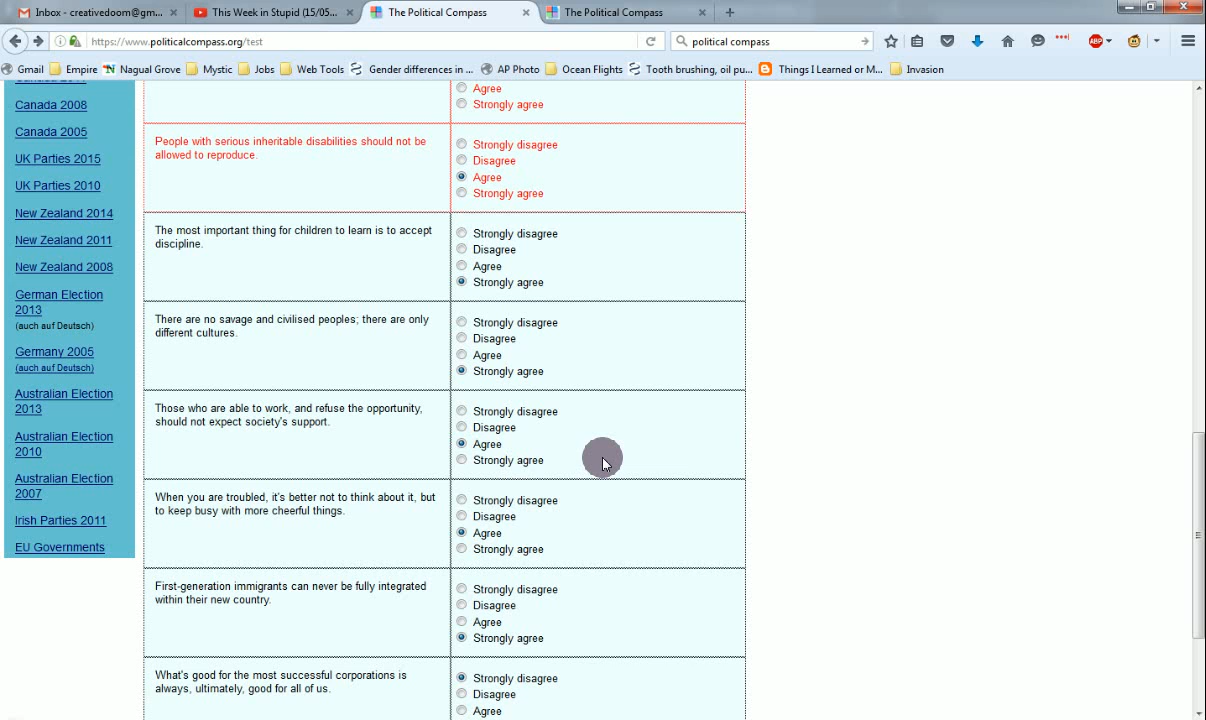 Inbox - creativedoom@gm...
This Week in Stupid (15/05...
The Political Compass
The Political Compass
https://www.politicalcompass.org/test
political compass
ABP
Gmail
Empire
Nagual Grove
Mystic
Jobs
Web Tools
Gender differences in ...
AP Photo
Ocean Flights
Tooth brushing, oil pu...
Things I Learned or M...
Invasion
Canada 2008
Canada 2005
UK Parties 2015
UK Parties 2010
New Zealand 2014
New Zealand 2011
New Zealand 2008
German Election
2013
(auch auf Deutsch)
Germany 2005
(auch auf Deutsch)
Australian Election
2013
Australian Election
2010
Australian Election
2007
Irish Parties 2011
EU Governments
Agree
Strongly agree
People with serious inheritable disabilities should not be
allowed to reproduce.
Strongly disagree
Disagree
Agree
Strongly agree
The most important thing for children to learn is to accept
discipline.
Strongly disagree
Disagree
Agree
Strongly agree
There are no savage and civilised peoples; there are only
different cultures.
Strongly disagree
Disagree
Agree
Strongly agree
Those who are able to work, and refuse the opportunity,
should not expect society's support.
Strongly disagree
Disagree
Agree
Strongly agree
When you are troubled, it's better not to think about it, but
to keep busy with more cheerful things.
Strongly disagree
Disagree
Agree
Strongly agree
First-generation immigrants can never be fully integrated
within their new country.
Strongly disagree
Disagree
Agree
Strongly agree
What's good for the most successful corporations is
always, ultimately, good for all of us.
Strongly disagree
Disagree
Agree